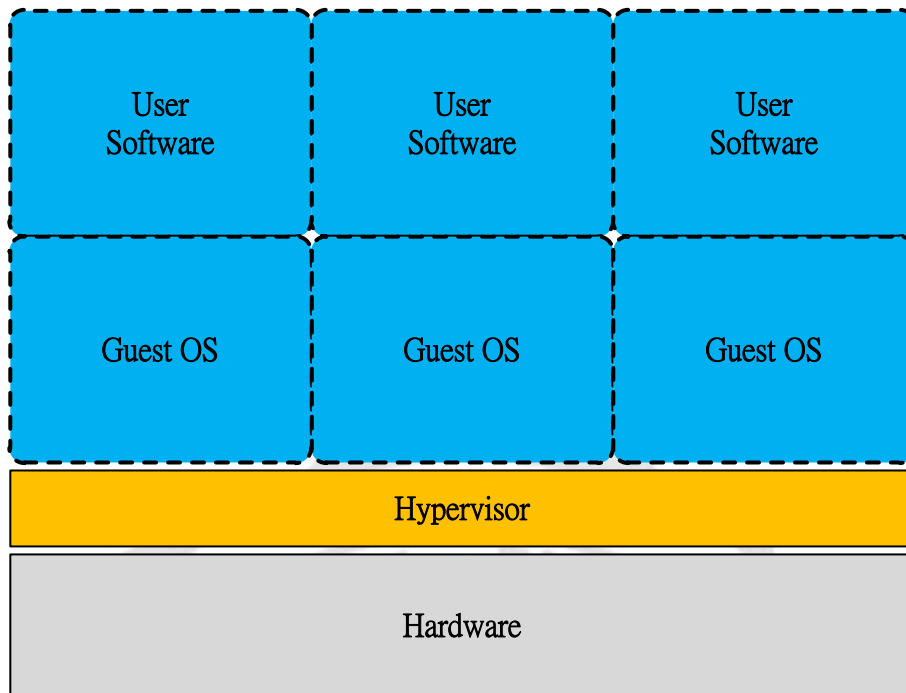 User
Software
User
Software
User
Software
Guest OS
Guest OS
Guest OS
Hypervisor
Hardware